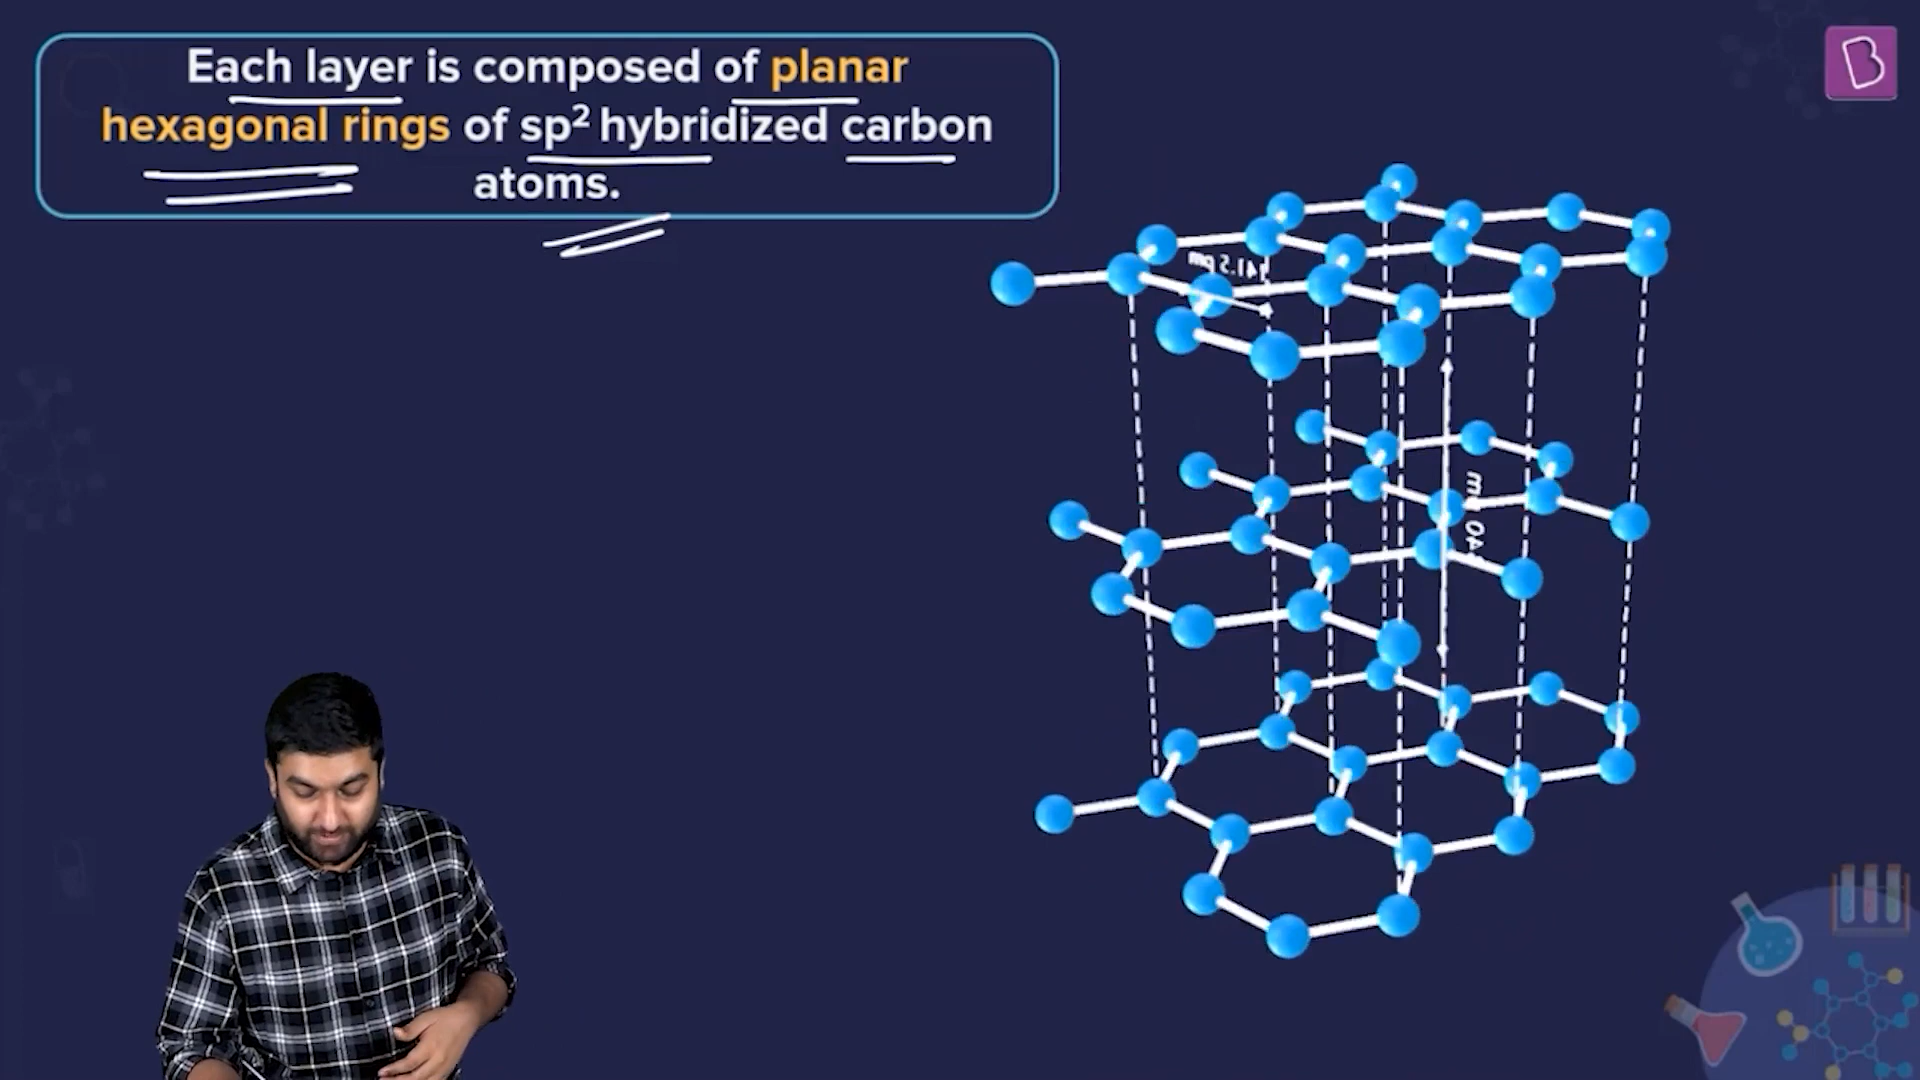 Each layer is composed of planar
hexagonal rings of sp² hybridized carbon
atoms.
141.5 pm
B